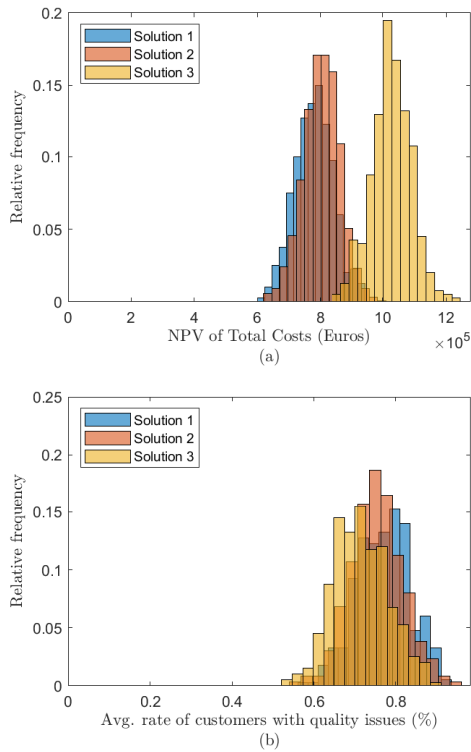 0.2
0.15
0.1
0.05
0
Relative frequency
Solution 1
Solution 2
Solution 3
0 2 4 6 8 10 12
×10⁵
NPV of Total Costs (Euros)
(a)
0.25
0.2
0.15
0.1
0.05
0
Relative frequency
Solution 1
Solution 2
Solution 3
0 0.2 0.4 0.6 0.8
Avg. rate of customers with quality issues (%)
(b)